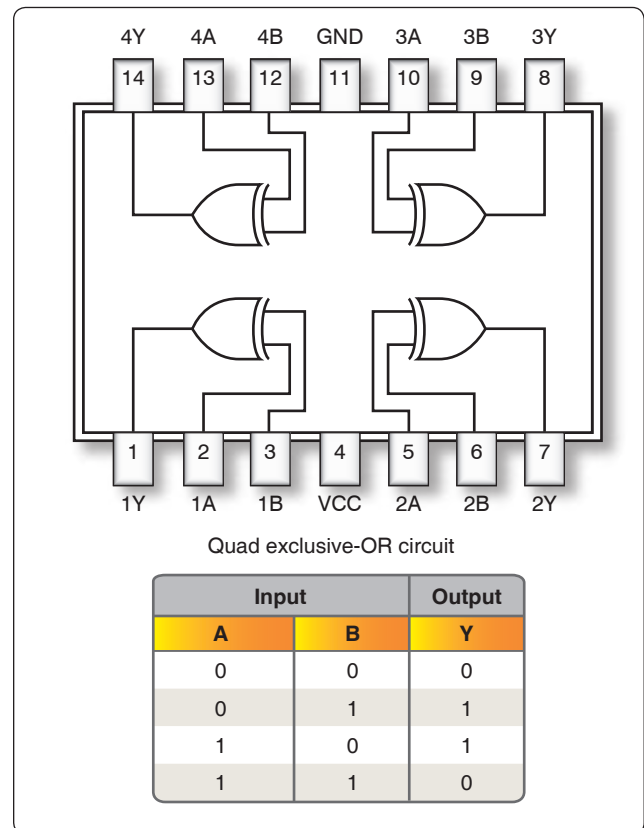 4Y 4A 4B GND 3A 3B 3Y
14 13 12 11 10 9 8
1 2 3 4 5 6 7
1Y 1A 1B VCC 2A 2B 2Y
Quad exclusive-OR circuit
Input Output
A B Y
0 0 0
0 1 1
1 0 1
1 1 0